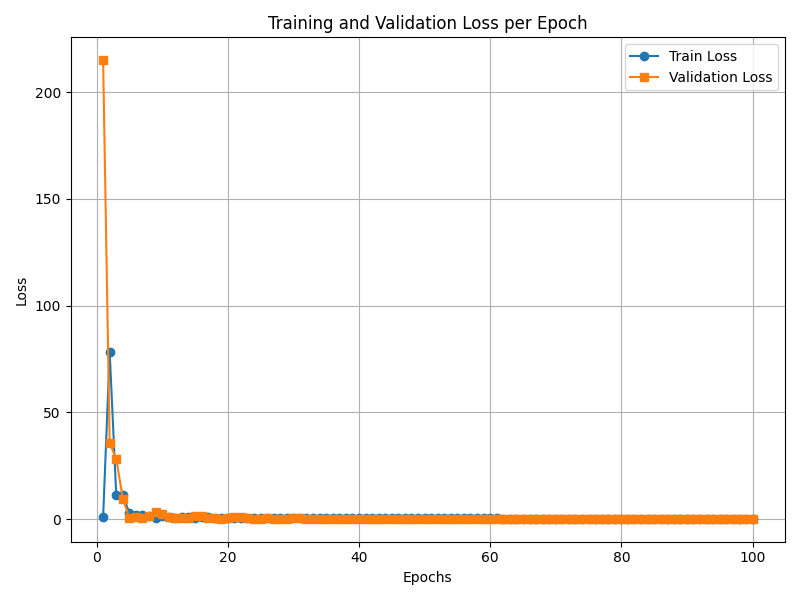 Training and Validation Loss per Epoch
Train Loss
Validation Loss
Loss
200
150
100
50
0
0 20 40 60 80 100
Epochs